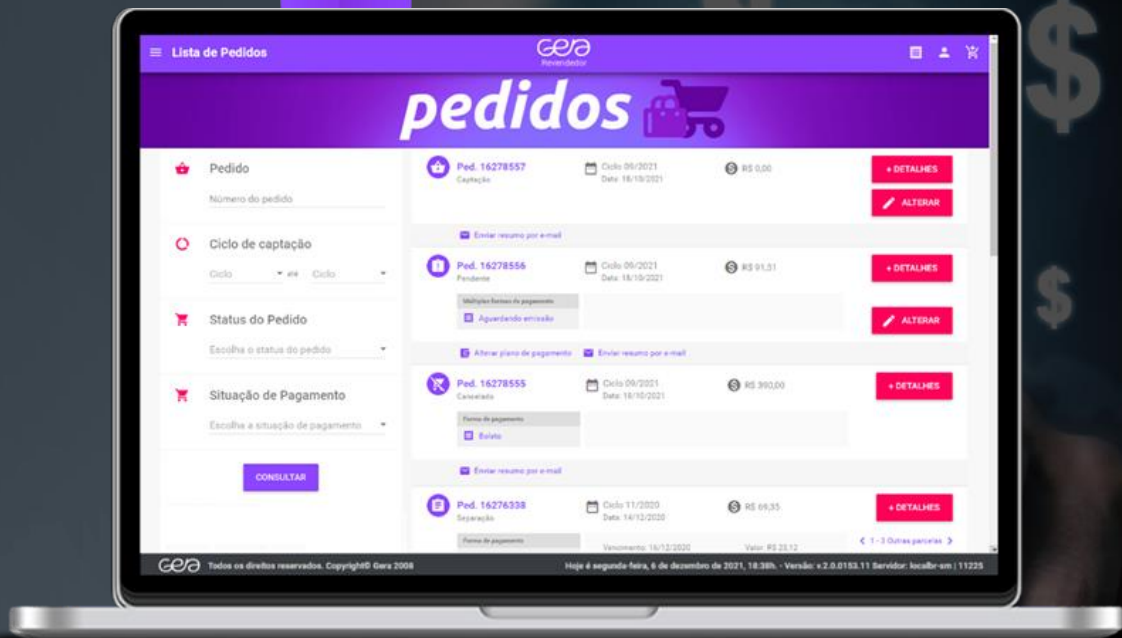 Lista de Pedidos
Gera
Revendedor
pedidos
Pedido
Número do pedido
Ciclo de captação
Ciclo até Ciclo
Status do Pedido
Escolha o status do pedido
Situação de Pagamento
Escolha a situação de pagamento
CONSULTAR
Ped. 16278557 Ciclo 09/2021 R$ 0,00 + DETALHES
Captação Data: 18/10/2021
ALTERAR
Enviar resumo por e-mail
Ped. 16278556 Ciclo 09/2021 R$ 91,51 + DETALHES
Pendente Data: 18/10/2021
Múltiplas formas de pagamento
Aguardando emissão ALTERAR
Alterar plano de pagamento Enviar resumo por e-mail
Ped. 16278555 Ciclo 09/2021 R$ 390,00 + DETALHES
Cancelado Data: 18/10/2021
Forma de pagamento
Boleto
Enviar resumo por e-mail
Ped. 16276338 Ciclo 11/2020 R$ 69,35 + DETALHES
Separação Data: 14/12/2020
Forma de pagamento Vencimento: 16/12/2020 Valor: R$ 23,12 < 1 - 3 Outras parcelas >
Gera Todos os direitos reservados. Copyright© Gera 2008 Hoje é segunda-feira, 6 de dezembro de 2021, 18:38h. - Versão: v.2.0.0153.11 Servidor: localbr-sm | 11225
$
$